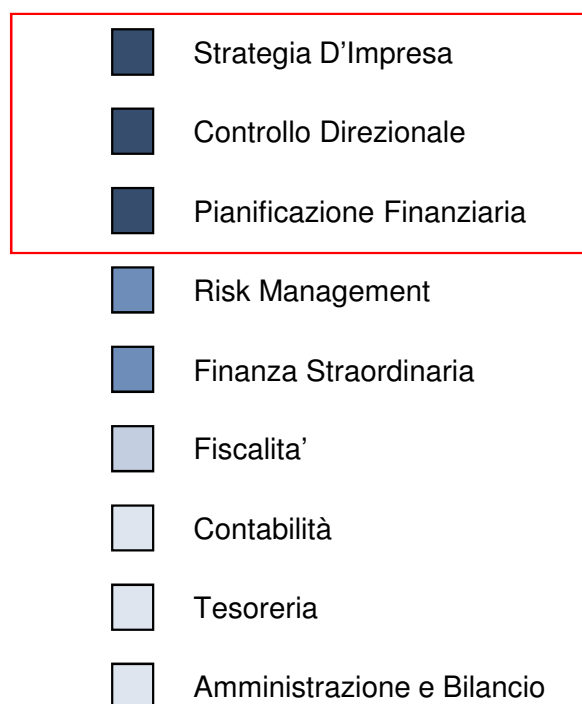 Strategia D’Impresa
Controllo Direzionale
Pianificazione Finanziaria
Risk Management
Finanza Straordinaria
Fiscalita’
Contabilità
Tesoreria
Amministrazione e Bilancio